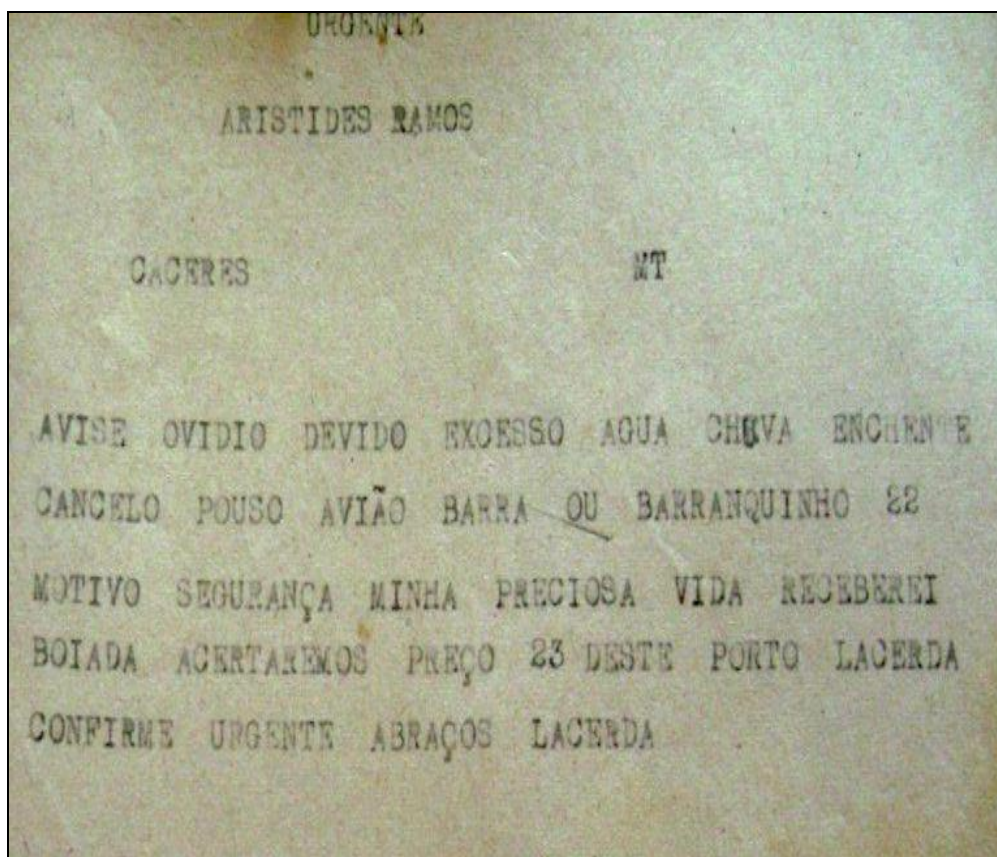 URGENTE
ARISTIDES RAMOS
CACERES MT
AVISE OVIDIO DEVIDO EXCESSO AGUA CHUVA ENCHENTE
CANCELO POUSO AVIÃO BARRA OU BARRANQUINHO 22
MOTIVO SEGURANÇA MINHA PRECIOSA VIDA RECEBEREI
BOIADA ACERTAREMOS PREÇO 23 DESTE PORTO LACERDA
CONFIRME URGENTE ABRAÇOS LACERDA